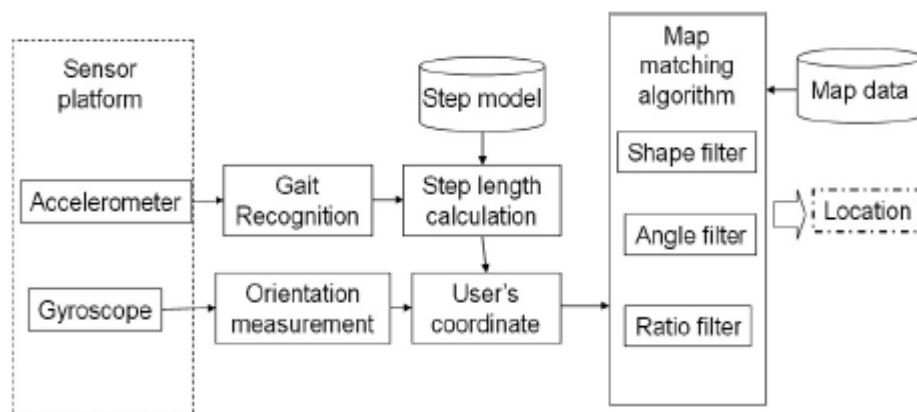 Sensor
platform
Accelerometer
Gyroscope
Gait
Recognition
Orientation
measurement
Step model
Step length
calculation
User's
coordinate
Map
matching
algorithm
Shape filter
Angle filter
Ratio filter
Map data
Location